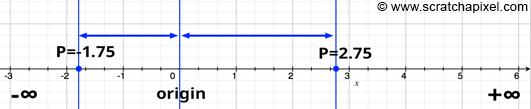 © www.scratchapixel.com
P=-1.75
P=2.75
-3 -2 -1 0 1 2 3 4 5 6
x
-∞ origin +∞